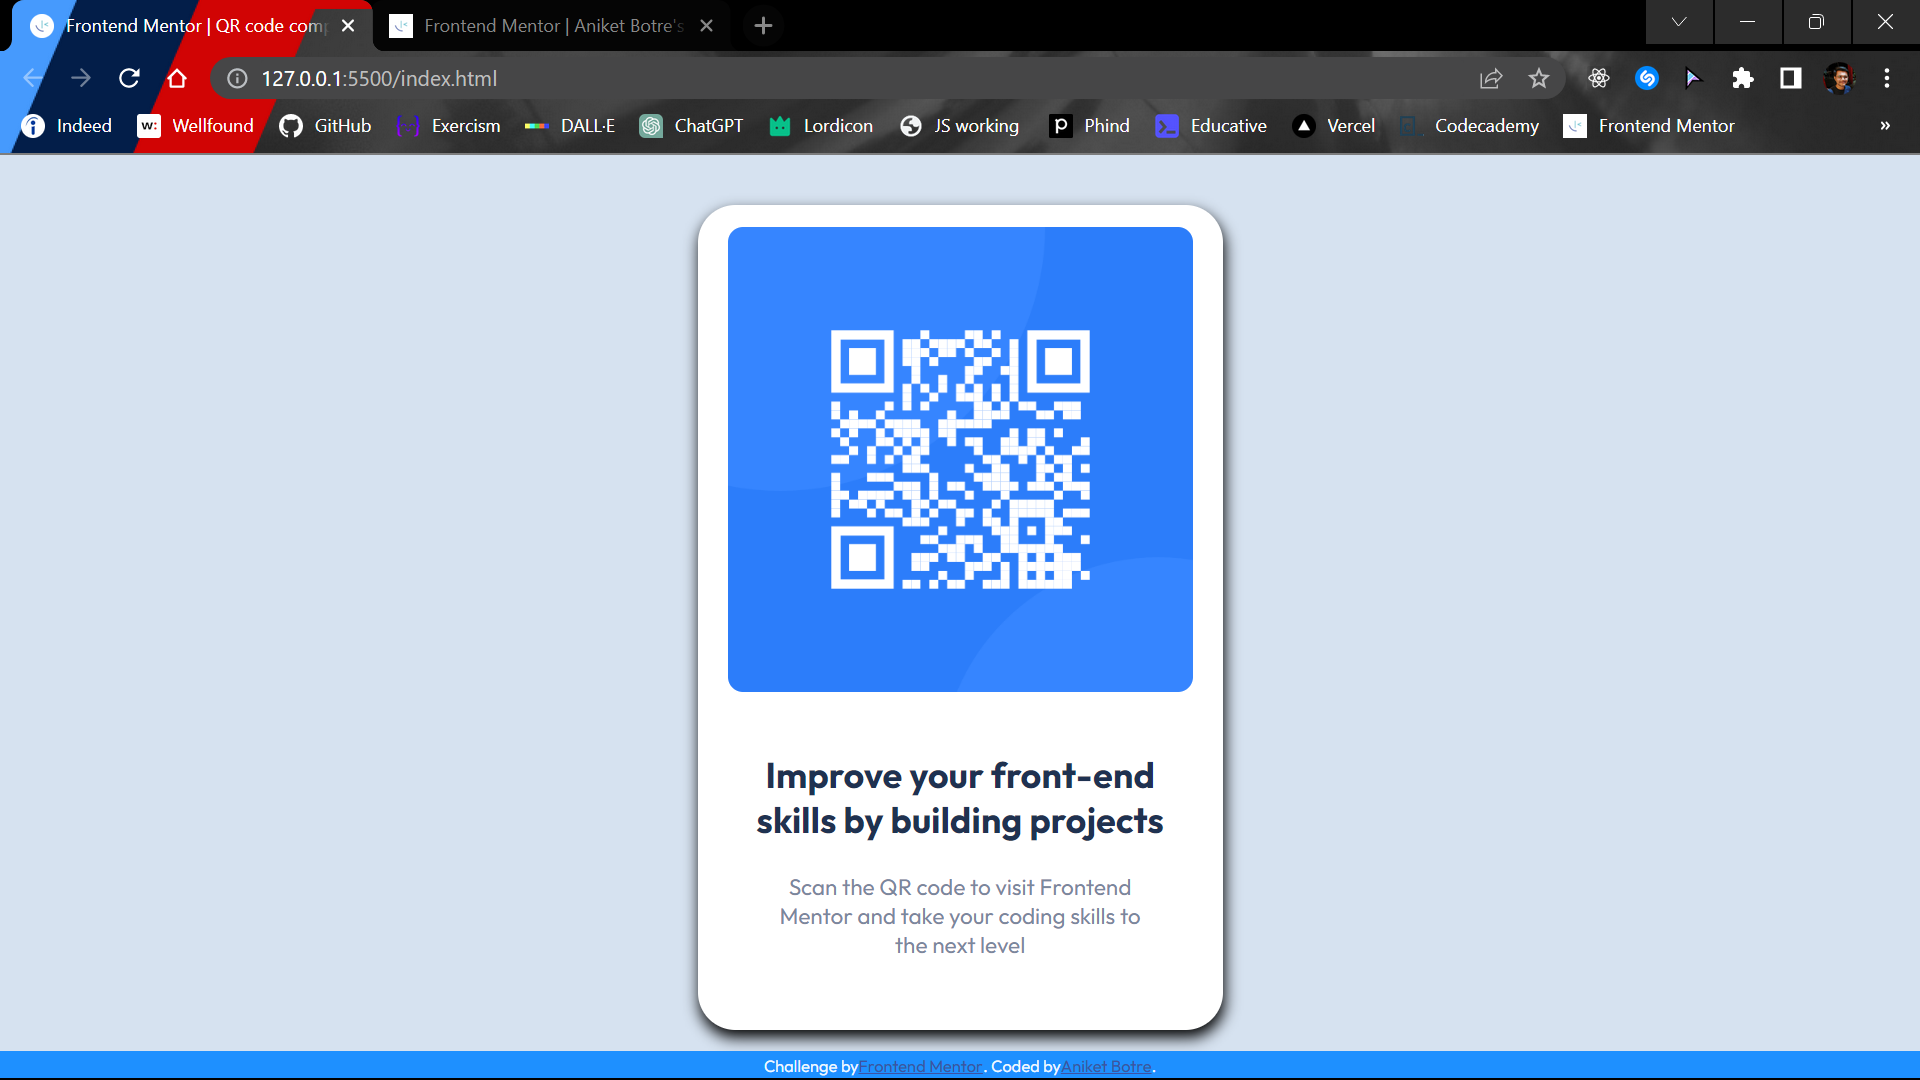 Frontend Mentor | QR code com
Frontend Mentor | Aniket Botre's
127.0.0.1:5500/index.html
Indeed
w: Wellfound
GitHub
Exercism
DALL·E
ChatGPT
Lordicon
JS working
Phind
Educative
Vercel
Codecademy
Frontend Mentor
»
Improve your front-end
skills by building projects
Scan the QR code to visit Frontend
Mentor and take your coding skills to
the next level
Challenge by Frontend Mentor. Coded by Aniket Botre.